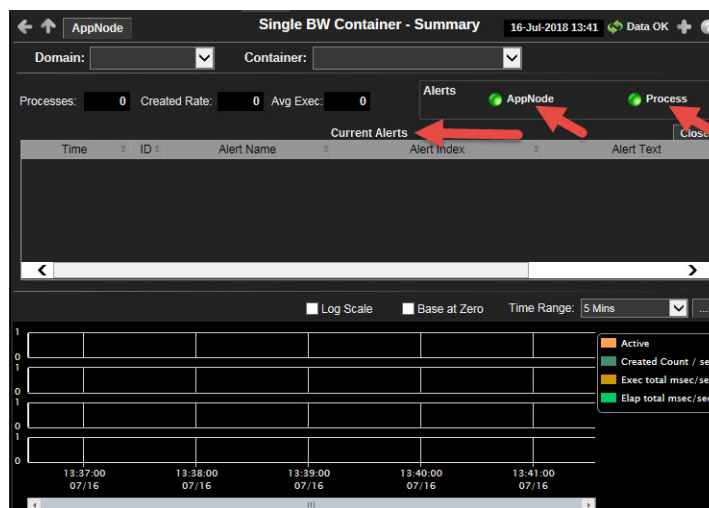 AppNode Single BW Container - Summary 16-Jul-2018 13:41 Data OK
Domain: Container:
Alerts
Processes: 0 Created Rate: 0 Avg Exec: 0 AppNode Process
Current Alerts Close
Time ID Alert Name Alert Index Alert Text
Log Scale Base at Zero Time Range: 5 Mins ...
1
0
1
0
1
0
1
0
Active
Created Count / se
Exec total msec/se
Elap total msec/sec
13:37:00 13:38:00 13:39:00 13:40:00 13:41:00
07/16 07/16 07/16 07/16 07/16